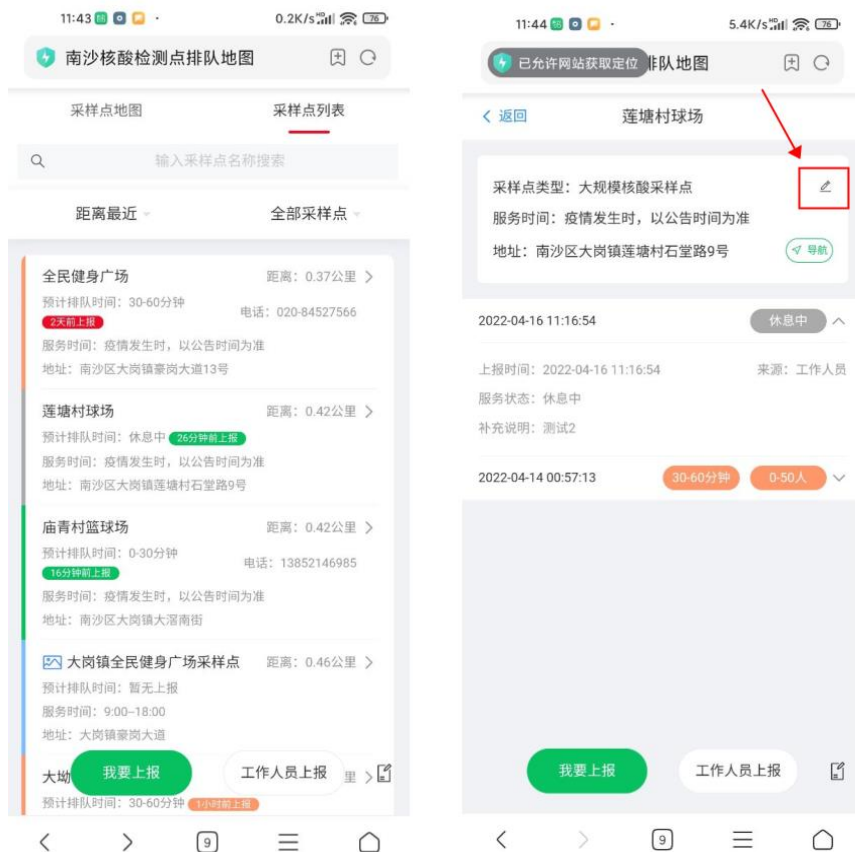 11:43
0.2K/s
HD
76
南沙核酸检测点排队地图
采样点地图
采样点列表
输入采样点名称搜索
距离最近
全部采样点
全民健身广场
距离：0.37公里
预计排队时间：30-60分钟
电话：020-84527566
2天前上报
服务时间：疫情发生时，以公告时间为准
地址：南沙区大岗镇豪岗大道13号
莲塘村球场
距离：0.42公里
预计排队时间：休息中
26分钟前上报
服务时间：疫情发生时，以公告时间为准
地址：南沙区大岗镇莲塘村石堂路9号
庙青村篮球场
距离：0.42公里
预计排队时间：0-30分钟
电话：13852146985
16分钟前上报
服务时间：疫情发生时，以公告时间为准
地址：南沙区大岗镇大滘南街
大岗镇全民健身广场采样点
距离：0.46公里
预计排队时间：暂无上报
服务时间：9:00–18:00
地址：大岗镇豪岗大道
大坳
里
我要上报
工作人员上报
预计排队时间：30-60分钟
1小时前上报
9
11:44
5.4K/s
HD
76
已允许网站获取定位
排队地图
返回
莲塘村球场
采样点类型：大规模核酸采样点
服务时间：疫情发生时，以公告时间为准
地址：南沙区大岗镇莲塘村石堂路9号
导航
2022-04-16 11:16:54
休息中
上报时间：2022-04-16 11:16:54
来源：工作人员
服务状态：休息中
补充说明：测试2
2022-04-14 00:57:13
30-60分钟
0-50人
我要上报
工作人员上报
9